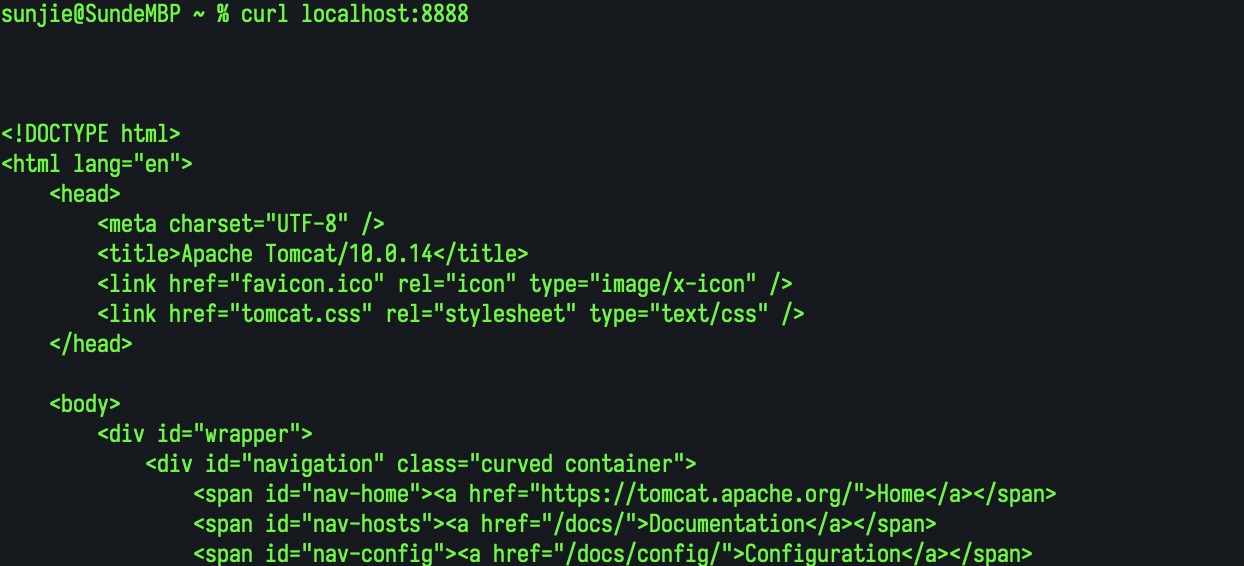 sunjie@SundeMBP ~ % curl localhost:8888
<!DOCTYPE html>
<html lang="en">
    <head>
        <meta charset="UTF-8" />
        <title>Apache Tomcat/10.0.14</title>
        <link href="favicon.ico" rel="icon" type="image/x-icon" />
        <link href="tomcat.css" rel="stylesheet" type="text/css" />
    </head>
    <body>
        <div id="wrapper">
            <div id="navigation" class="curved container">
                <span id="nav-home"><a href="https://tomcat.apache.org/">Home</a></span>
                <span id="nav-hosts"><a href="/docs/">Documentation</a></span>
                <span id="nav-config"><a href="/docs/config/">Configuration</a></span>